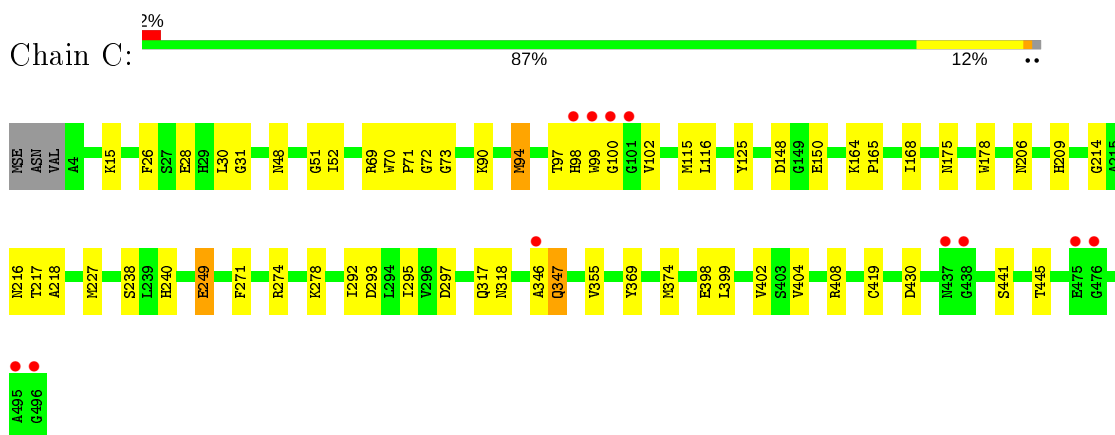 2%
Chain C:
87% 12% ••
MSE ASN VAL A4 K15 F26 S27 E28 H29 L30 G31 N48 G51 I52 R69 W70 P71 G72 G73 K90 M94 T97 H98 W99 G100 G101 V102 M115 L116 Y125 D148 G149 E150 K164 P165 I168 N175 W178 N206 H209 G214 A215
N216 T217 A218 M227 S238 L239 H240 E249 F271 R274 K278 I292 D293 L294 I295 V296 D297 Q317 N318 A346 Q347 V355 Y369 M374 E398 L399 V402 S403 V404 R408 C419 D430 N437 G438 S441 T445 E475 G476
A495 G496